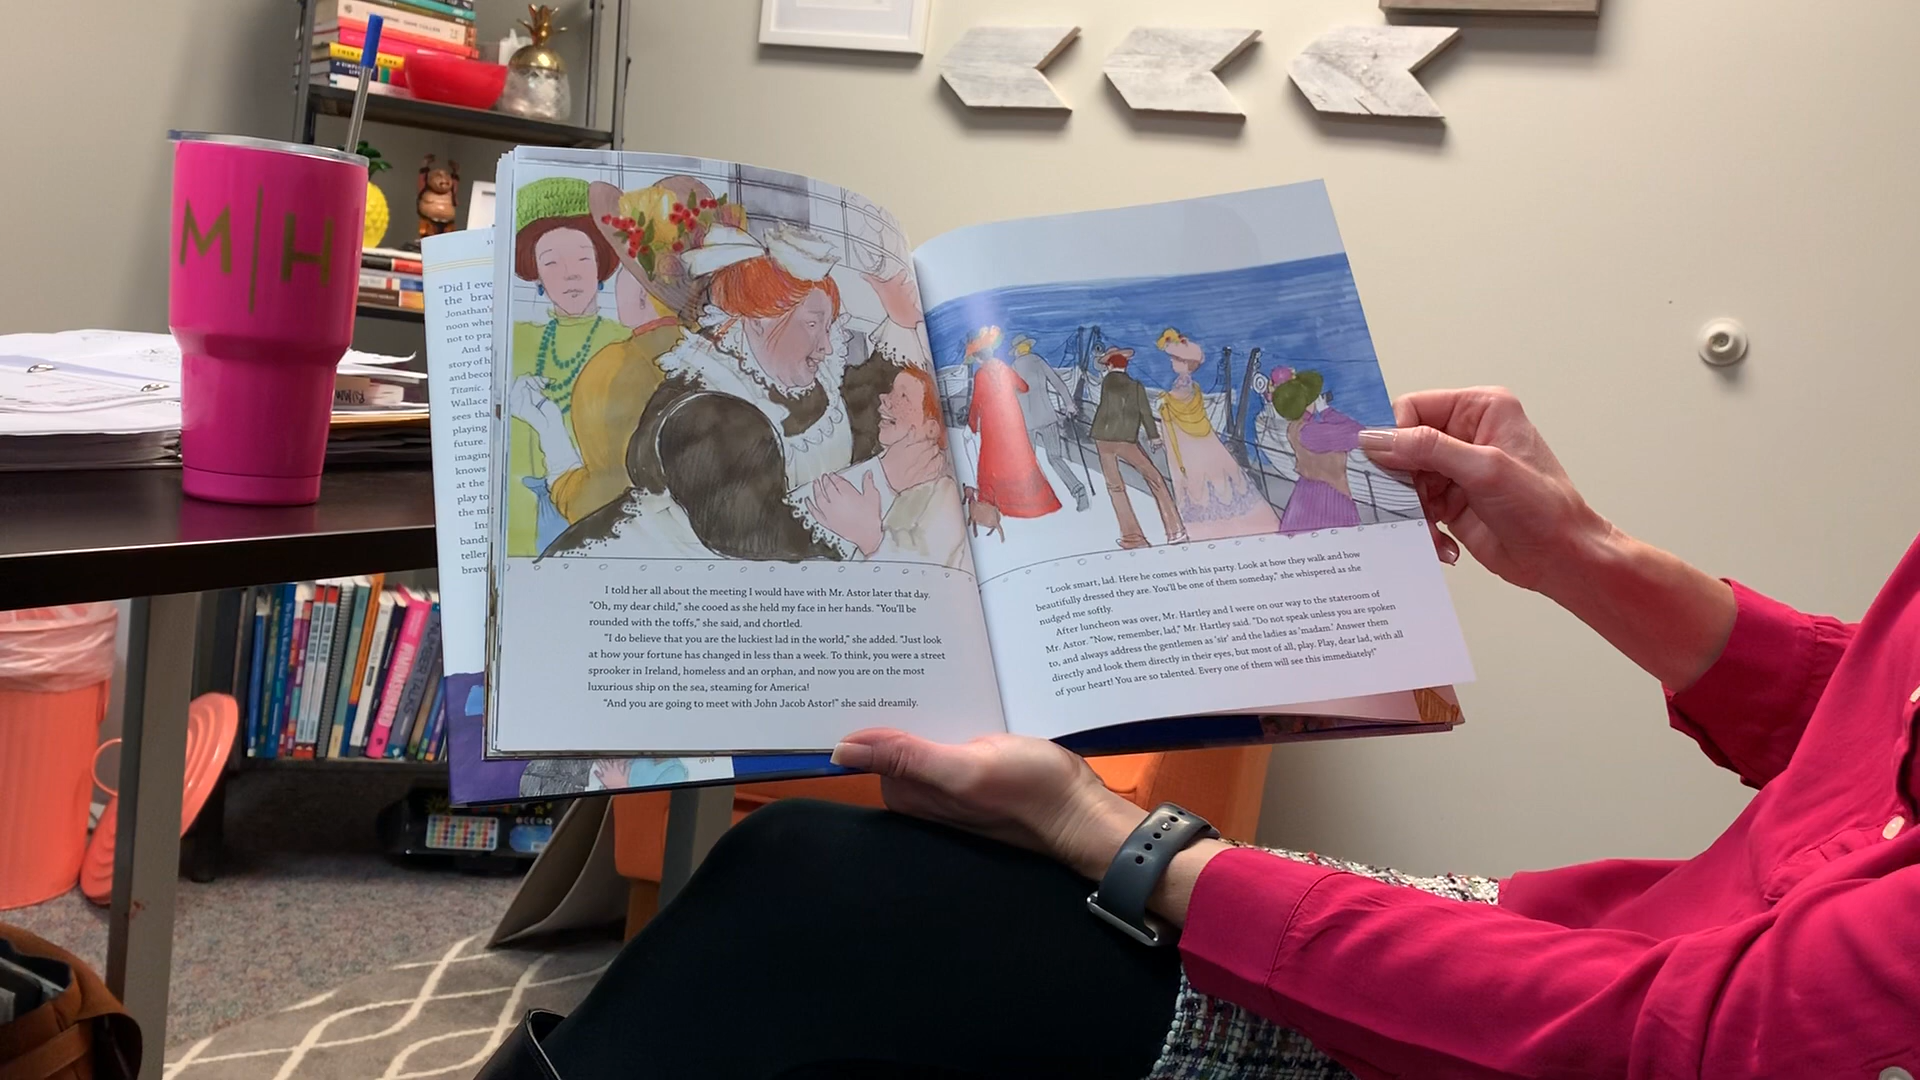 M|H
"Did I eve
the brav
Jonathan's
noon whe
not to pra
And s
story of h
and beco
Titanic.
Wallace
sees tha
playing
future.
imagin
knows
at the
play to
the mi
In
band
teller,
brave
I told her all about the meeting I would have with Mr. Astor later that day.
"Oh, my dear child," she cooed as she held my face in her hands. "You'll be
rounded with the toffs," she said, and chortled.
"I do believe that you are the luckiest lad in the world," she added. "Just look
at how your fortune has changed in less than a week. To think, you were a street
sprooker in Ireland, homeless and an orphan, and now you are on the most
luxurious ship on the sea, steaming for America!
"And you are going to meet with John Jacob Astor!" she said dreamily.
"Look smart, lad. Here he comes with his party. Look at how they walk and how
beautifully dressed they are. You'll be one of them someday," she whispered as she
nudged me softly.
After luncheon was over, Mr. Hartley and I were on our way to the stateroom of
Mr. Astor. "Now, remember, lad," Mr. Hartley said. "Do not speak unless you are spoken
to, and always address the gentlemen as 'sir' and the ladies as 'madam.' Answer them
directly and look them directly in their eyes, but most of all, play. Play, dear lad, with all
of your heart! You are so talented. Every one of them will see this immediately!"